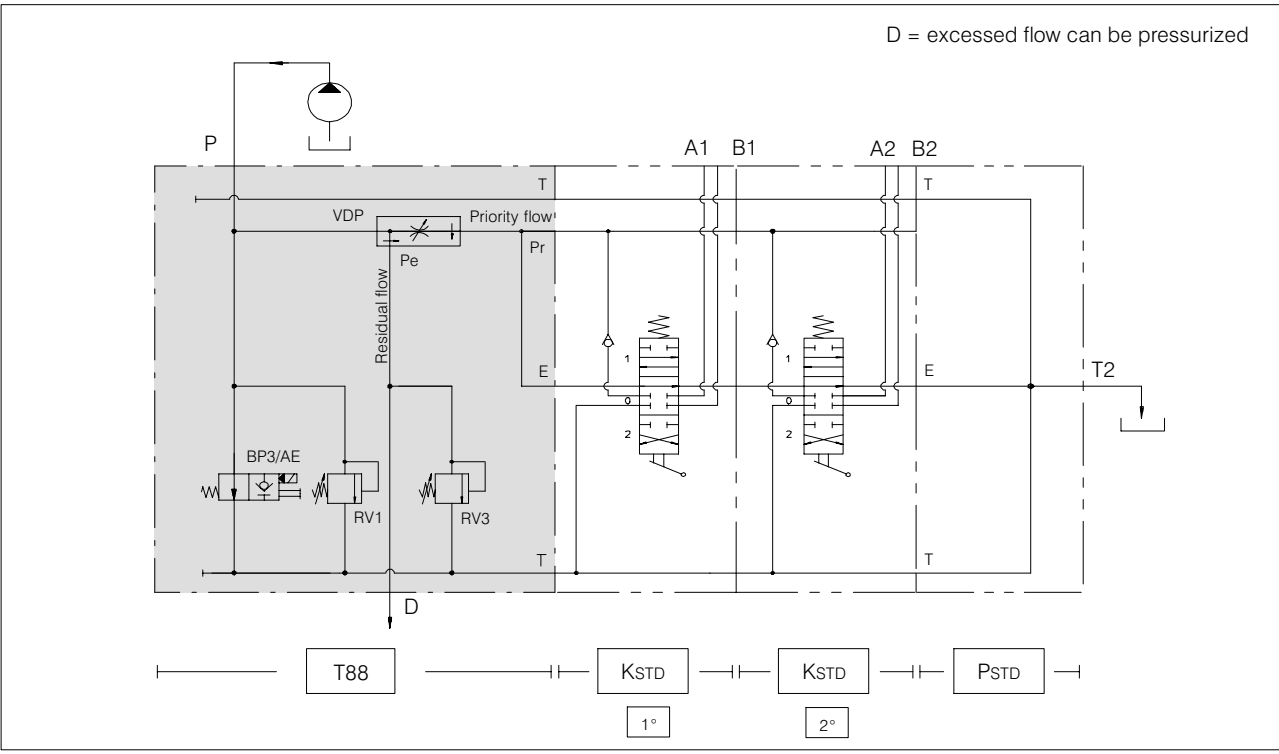 D = excessed flow can be pressurized
P
A1 B1 A2 B2
T T
VDP Priority flow
Pr
Pe
Residual flow
1 1
E E T2
0 0
2 2
BP3/AE
RV1 RV3
T T
D
T88 KSTD KSTD PSTD
1° 2°